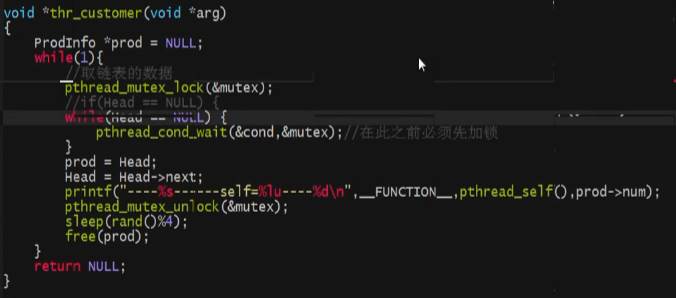 void *thr_customer(void *arg)
{
    ProdInfo *prod = NULL;
    while(1){
        //取链表的数据
        pthread_mutex_lock(&mutex);
        //if(Head == NULL) {
        while(Head == NULL) {
            pthread_cond_wait(&cond,&mutex);//在此之前必须先加锁
        }
        prod = Head;
        Head = Head->next;
        printf("----%s------self=%lu----%d\n",__FUNCTION__,pthread_self(),prod->num);
        pthread_mutex_unlock(&mutex);
        sleep(rand()%4);
        free(prod);
    }
    return NULL;
}